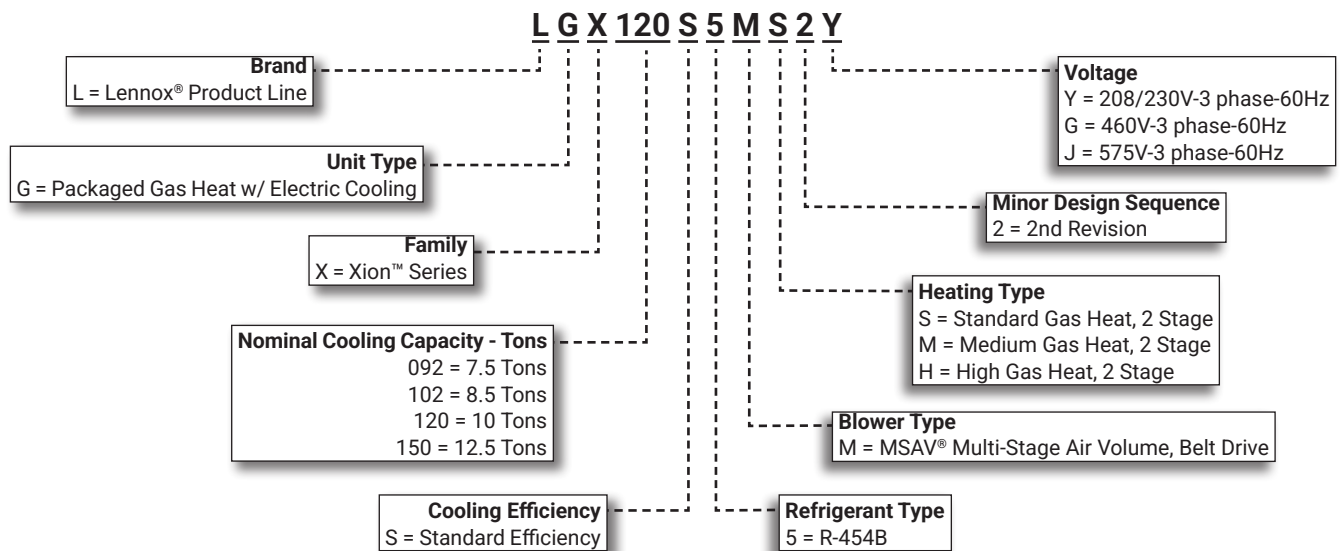 L G X 120 S 5 M S 2 Y
Brand
L = Lennox® Product Line
Unit Type
G = Packaged Gas Heat w/ Electric Cooling
Family
X = Xion™ Series
Nominal Cooling Capacity - Tons
092 = 7.5 Tons
102 = 8.5 Tons
120 = 10 Tons
150 = 12.5 Tons
Cooling Efficiency
S = Standard Efficiency
Voltage
Y = 208/230V-3 phase-60Hz
G = 460V-3 phase-60Hz
J = 575V-3 phase-60Hz
Minor Design Sequence
2 = 2nd Revision
Heating Type
S = Standard Gas Heat, 2 Stage
M = Medium Gas Heat, 2 Stage
H = High Gas Heat, 2 Stage
Blower Type
M = MSAV® Multi-Stage Air Volume, Belt Drive
Refrigerant Type
5 = R-454B